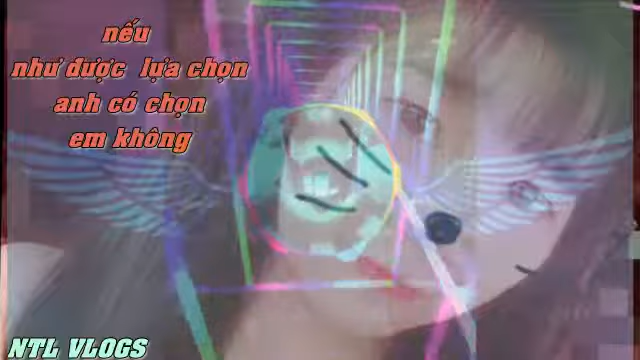 nếu
như được lựa chọn
anh có chọn
em không
NTL VLOGS